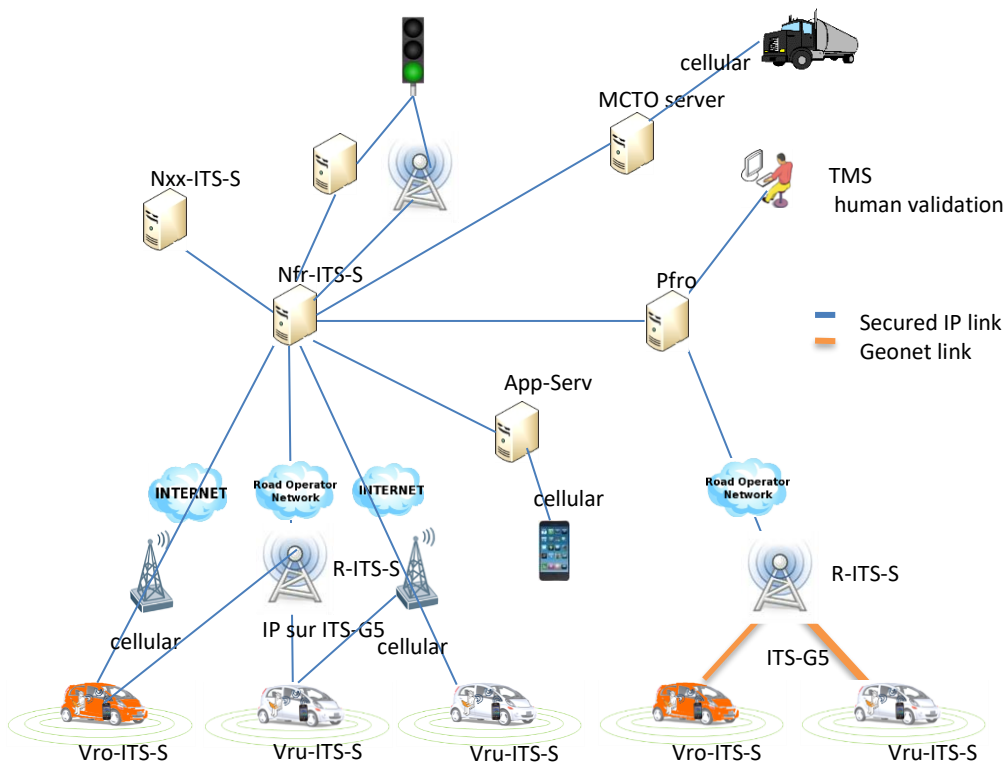 cellular
MCTO server
Nxx-ITS-S
TMS
human validation
Nfr-ITS-S
Pfro
Secured IP link
Geonet link
App-Serv
INTERNET
Road Operator
Network
INTERNET
cellular
Road Operator
Network
R-ITS-S
R-ITS-S
IP sur ITS-G5
cellular
cellular
ITS-G5
Vro-ITS-S
Vru-ITS-S
Vru-ITS-S
Vro-ITS-S
Vru-ITS-S